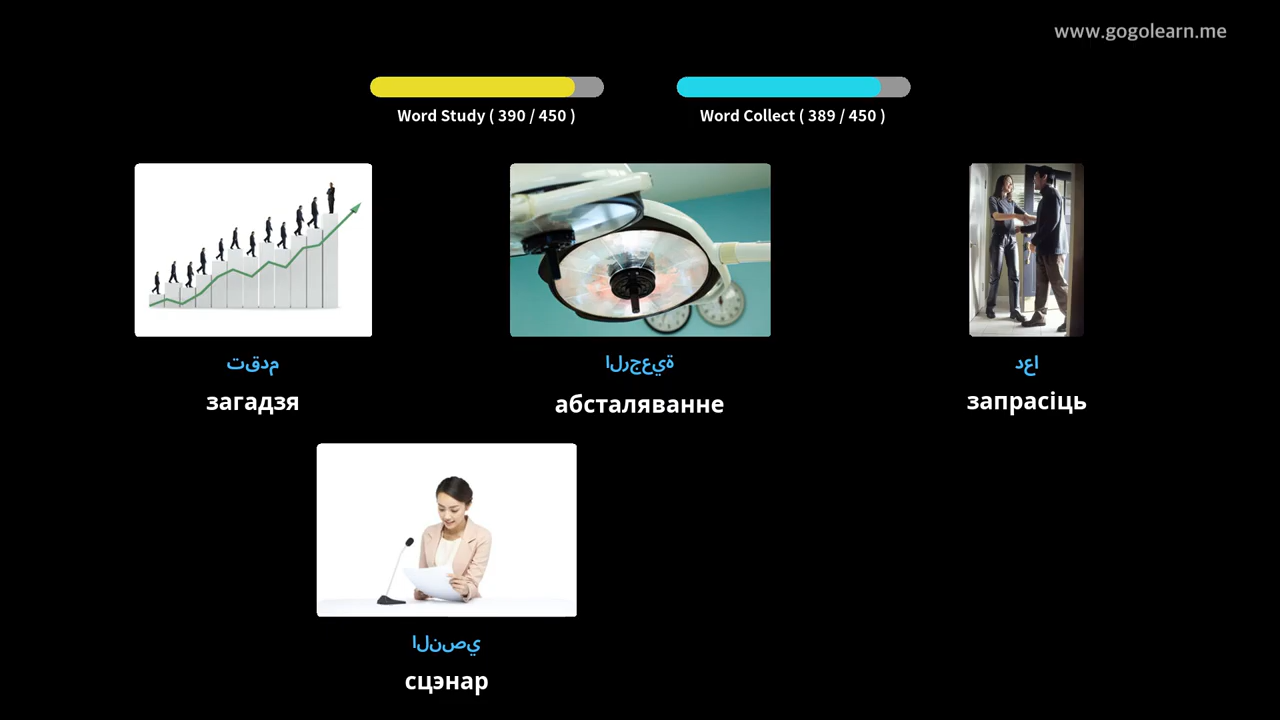 www.gogolearn.me
Word Study ( 390 / 450 )
Word Collect ( 389 / 450 )
تقدم
الرجعية
دعا
загадзя
абсталяванне
запрасіць
النصي
сцэнар